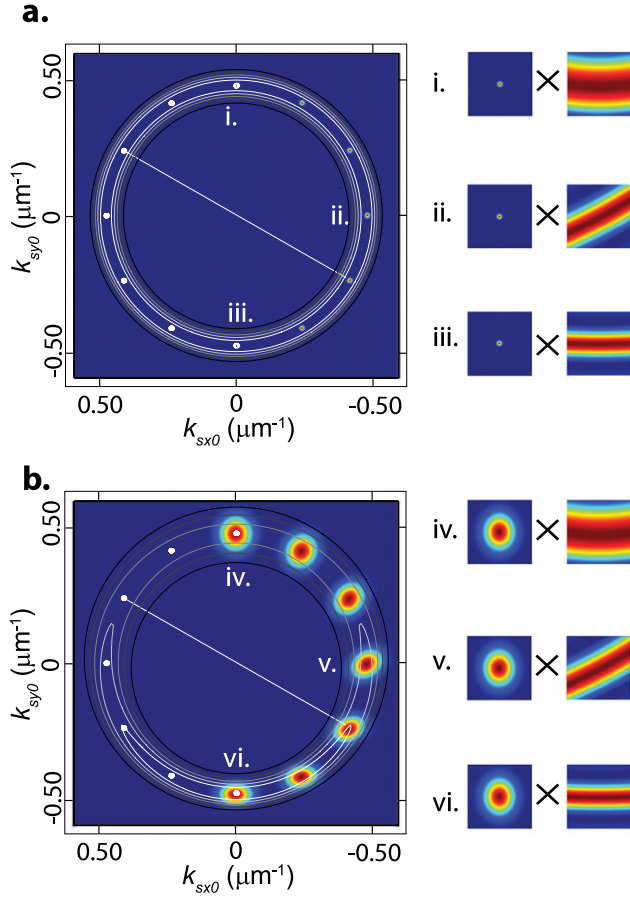 a.
0.50
0
-0.50
k_sy0 (μm⁻¹)
0.50
0
-0.50
k_sx0 (μm⁻¹)
i.
ii.
iii.
i.
×
ii.
×
iii.
×
b.
0.50
0
-0.50
k_sy0 (μm⁻¹)
0.50
0
-0.50
k_sx0 (μm⁻¹)
iv.
v.
vi.
iv.
×
v.
×
vi.
×